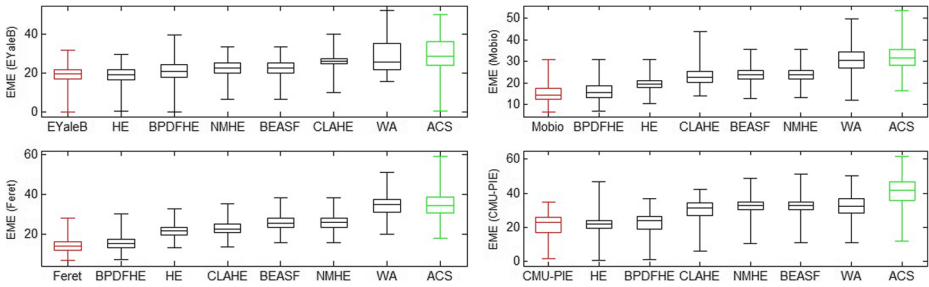 EME (EYaleB)
40
20
0
EYaleB HE BPDFHE NMHE BEASF CLAHE WA ACS
EME (Mobio)
50
40
30
20
10
Mobio BPDFHE HE CLAHE BEASF NMHE WA ACS
EME (Feret)
60
40
20
Feret BPDFHE HE CLAHE BEASF NMHE WA ACS
EME (CMU-PIE)
60
40
20
0
CMU-PIE HE BPDFHE CLAHE NMHE BEASF WA ACS